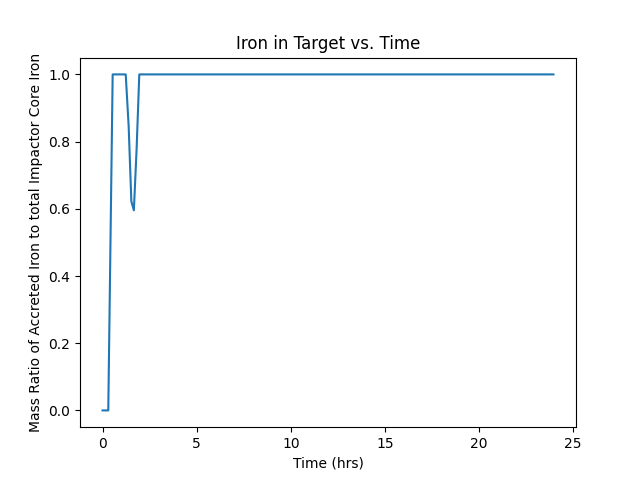 Iron in Target vs. Time
Mass Ratio of Accreted Iron to total Impactor Core Iron
1.0
0.8
0.6
0.4
0.2
0.0
0 5 10 15 20 25
Time (hrs)